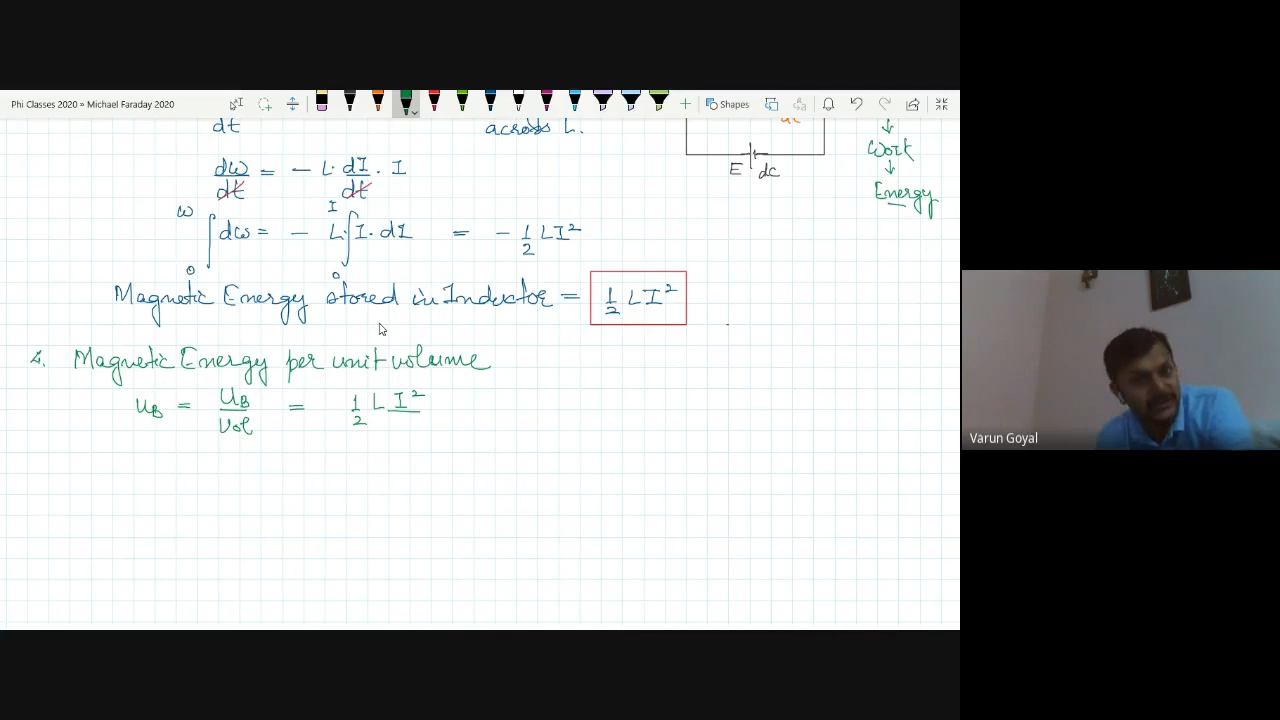 Phi Classes 2020 » Michael Faraday 2020
Shapes
dt
across L.
dw/dt = - L. dI/dt . I
∫₀^w dw = - L. ∫₀^I I. dI = - 1/2 LI²
Magnetic Energy stored in Inductor = 1/2 LI²
E dc
Work
↓
Energy
4. Magnetic Energy per unit volume
uB = UB/Vol = 1/2 L I²
Varun Goyal